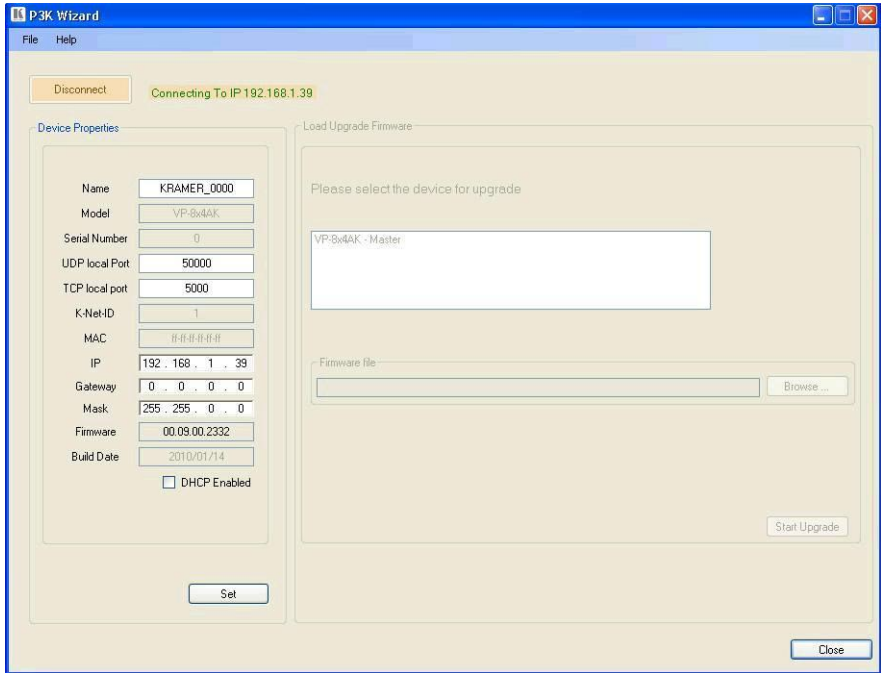 P3K Wizard
File Help
Disconnect
Connecting To IP 192.168.1.39
Device Properties
Name KRAMER_0000
Model VP-8x4AK
Serial Number 0
UDP local Port 50000
TCP local port 5000
K-Net-ID 1
MAC ff-ff-ff-ff-ff-ff
IP 192 . 168 . 1 . 39
Gateway 0 . 0 . 0 . 0
Mask 255 . 255 . 0 . 0
Firmware 00.09.00.2332
Build Date 2010/01/14
DHCP Enabled
Set
Load Upgrade Firmware
Please select the device for upgrade
VP-8x4AK - Master
Firmware file
Browse ...
Start Upgrade
Close